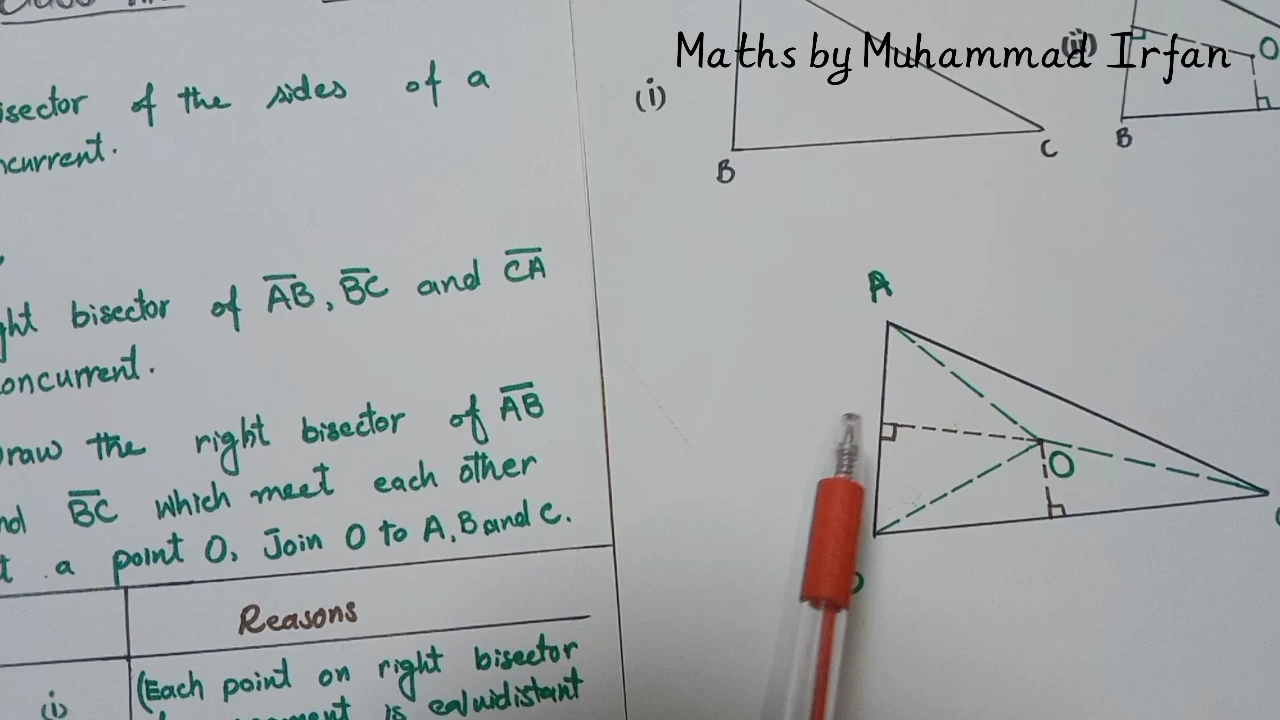 Maths by Muhammad Irfan
isector of the sides of a
ncurrent.
ght bisector of AB, BC and CA
oncurrent.
raw the right bisector of AB
nd BC which meet each other
t a point O. Join O to A, B and C.
Reasons
(i)
(Each point on right bisector
is equidistant
(i)
B
C
(ii)
O
B
A
O